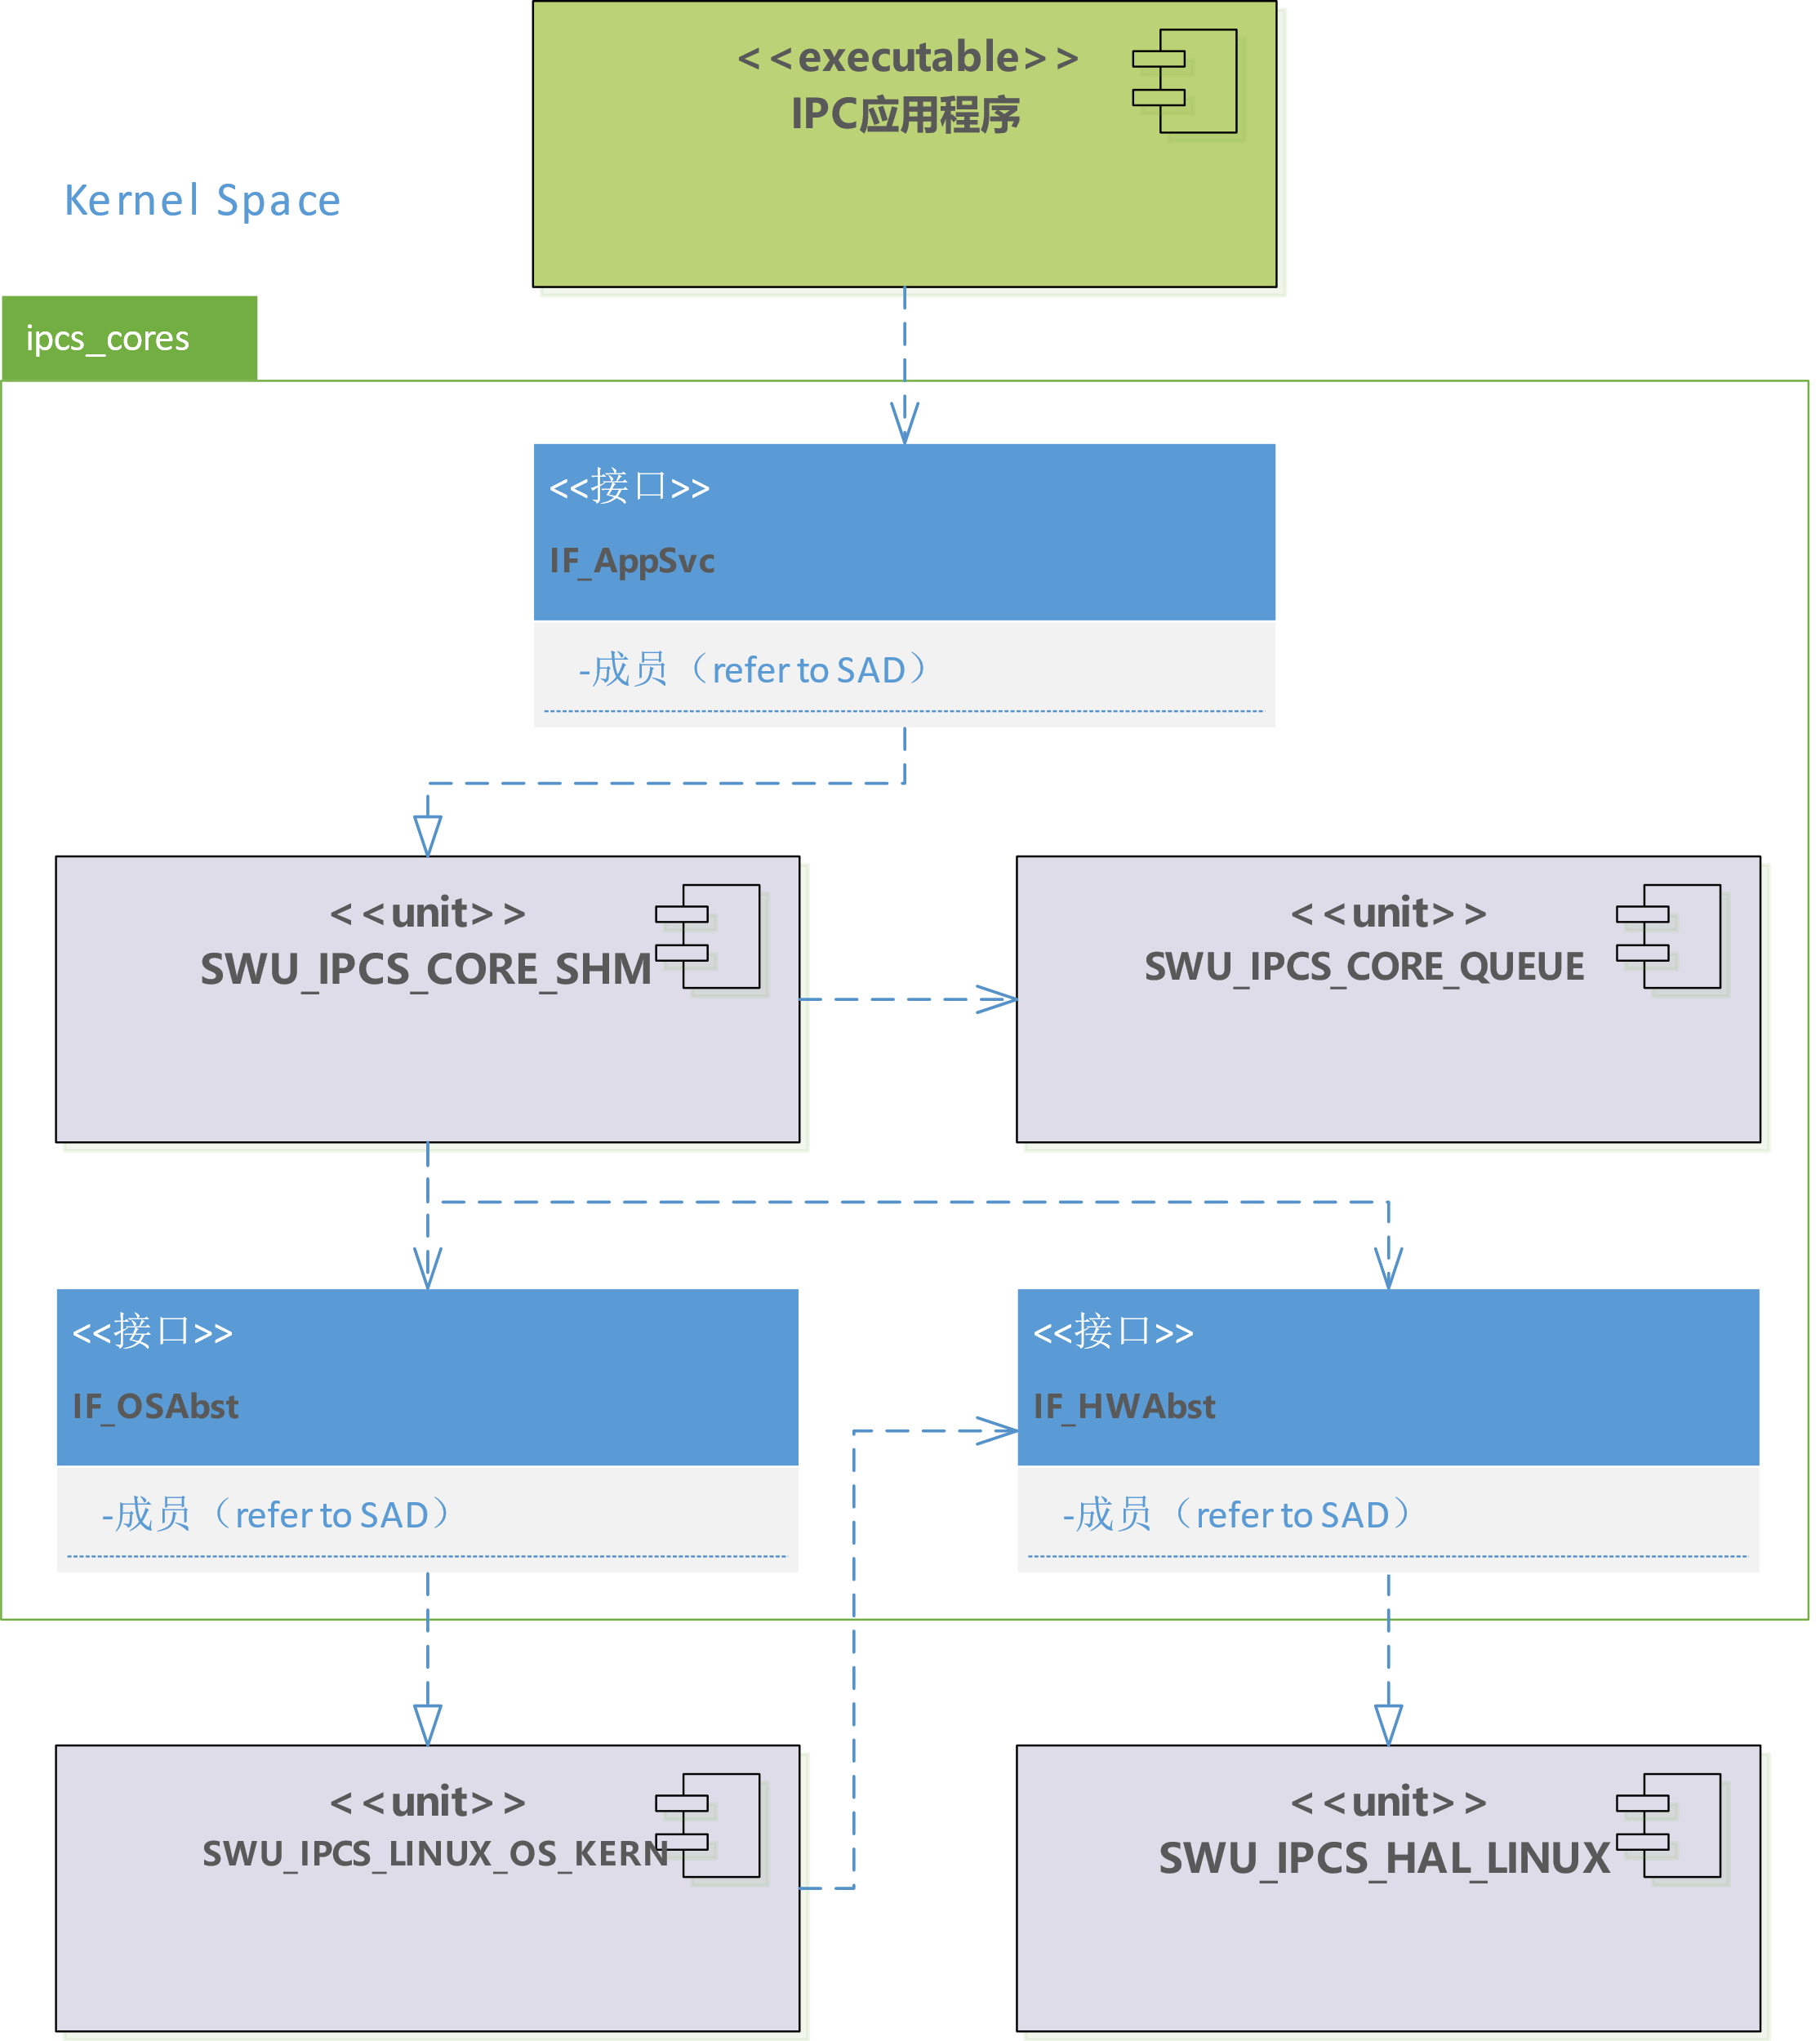 <<executable>>
IPC应用程序
Kernel Space
ipcs_cores
<<接口>>
IF_AppSvc
-成员（refer to SAD）
<<unit>>
SWU_IPCS_CORE_SHM
<<unit>>
SWU_IPCS_CORE_QUEUE
<<接口>>
IF_OSAbst
-成员（refer to SAD）
<<接口>>
IF_HWAbst
-成员（refer to SAD）
<<unit>>
SWU_IPCS_LINUX_OS_KERN
<<unit>>
SWU_IPCS_HAL_LINUX